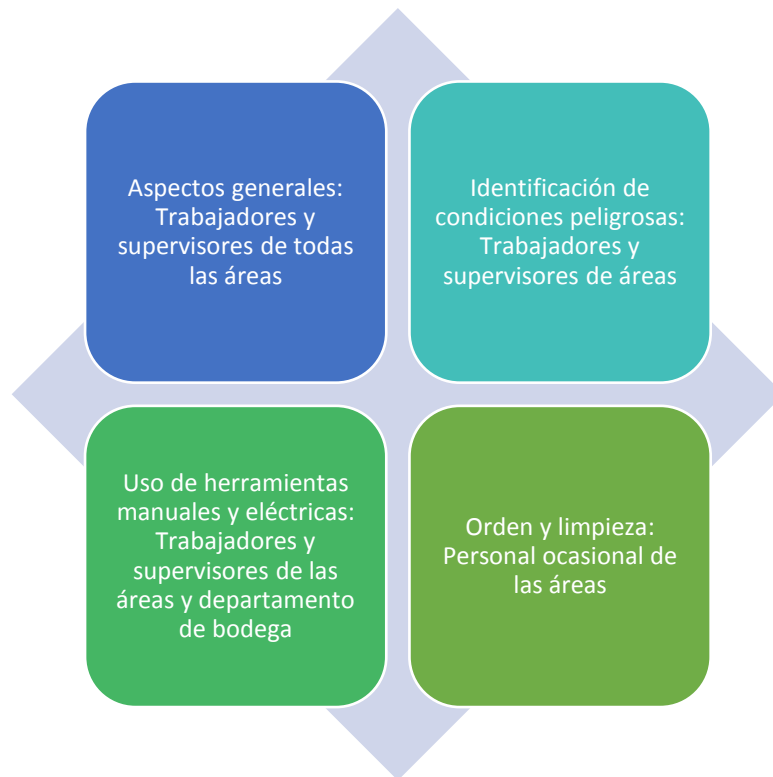 Aspectos generales:
Trabajadores y
supervisores de todas
las áreas
Identificación de
condiciones peligrosas:
Trabajadores y
supervisores de áreas
Uso de herramientas
manuales y eléctricas:
Trabajadores y
supervisores de las
áreas y departamento
de bodega
Orden y limpieza:
Personal ocasional de
las áreas